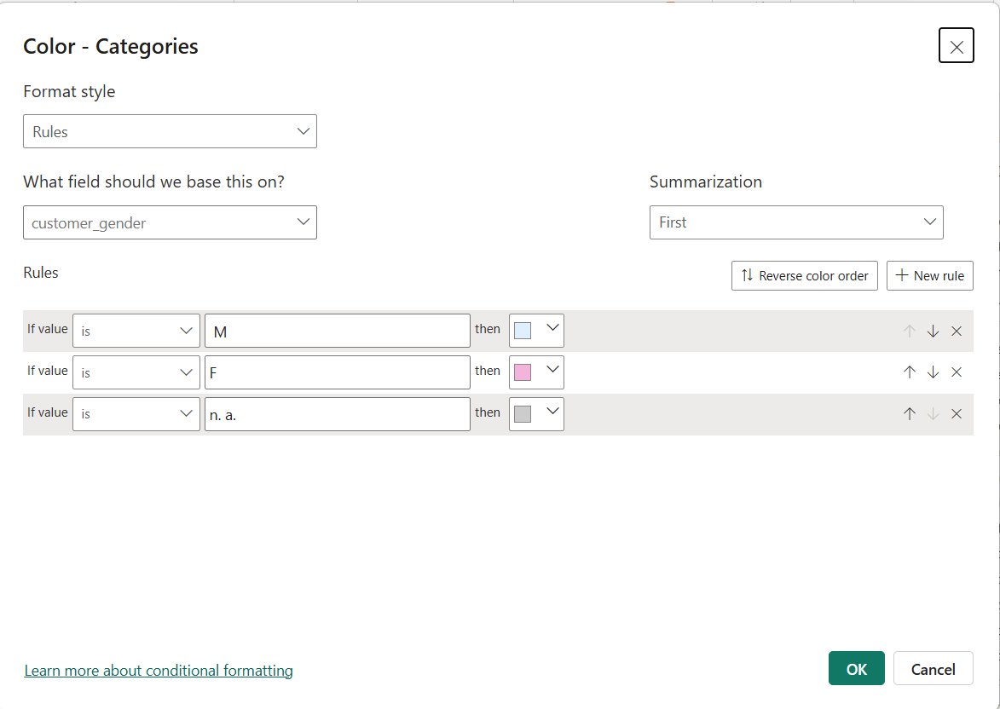 Color - Categories
Format style
Rules
What field should we base this on?
Summarization
customer_gender
First
Rules
Reverse color order
New rule
If value is M then
If value is F then
If value is n. a. then
Learn more about conditional formatting
OK
Cancel